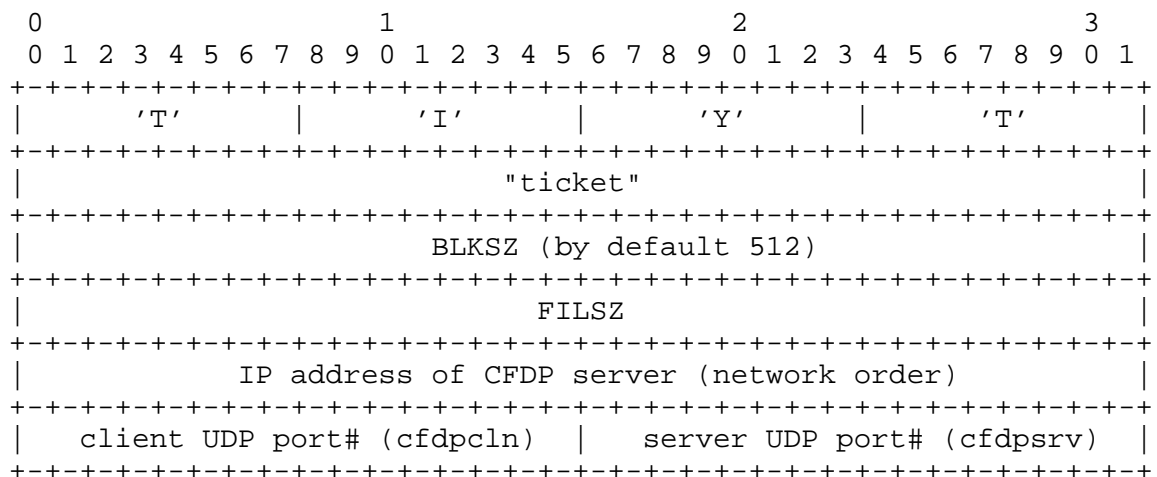 0                   1                   2                   3
 0 1 2 3 4 5 6 7 8 9 0 1 2 3 4 5 6 7 8 9 0 1 2 3 4 5 6 7 8 9 0 1
+-+-+-+-+-+-+-+-+-+-+-+-+-+-+-+-+-+-+-+-+-+-+-+-+-+-+-+-+-+-+-+-+
|      ’T’      |      ’I’      |      ’Y’      |      ’T’      |
+-+-+-+-+-+-+-+-+-+-+-+-+-+-+-+-+-+-+-+-+-+-+-+-+-+-+-+-+-+-+-+-+
|                           "ticket"                            |
+-+-+-+-+-+-+-+-+-+-+-+-+-+-+-+-+-+-+-+-+-+-+-+-+-+-+-+-+-+-+-+-+
|                       BLKSZ (by default 512)                  |
+-+-+-+-+-+-+-+-+-+-+-+-+-+-+-+-+-+-+-+-+-+-+-+-+-+-+-+-+-+-+-+-+
|                             FILSZ                             |
+-+-+-+-+-+-+-+-+-+-+-+-+-+-+-+-+-+-+-+-+-+-+-+-+-+-+-+-+-+-+-+-+
|            IP address of CFDP server (network order)          |
+-+-+-+-+-+-+-+-+-+-+-+-+-+-+-+-+-+-+-+-+-+-+-+-+-+-+-+-+-+-+-+-+
|   client UDP port# (cfdpcln)  |   server UDP port# (cfdpsrv)  |
+-+-+-+-+-+-+-+-+-+-+-+-+-+-+-+-+-+-+-+-+-+-+-+-+-+-+-+-+-+-+-+-+